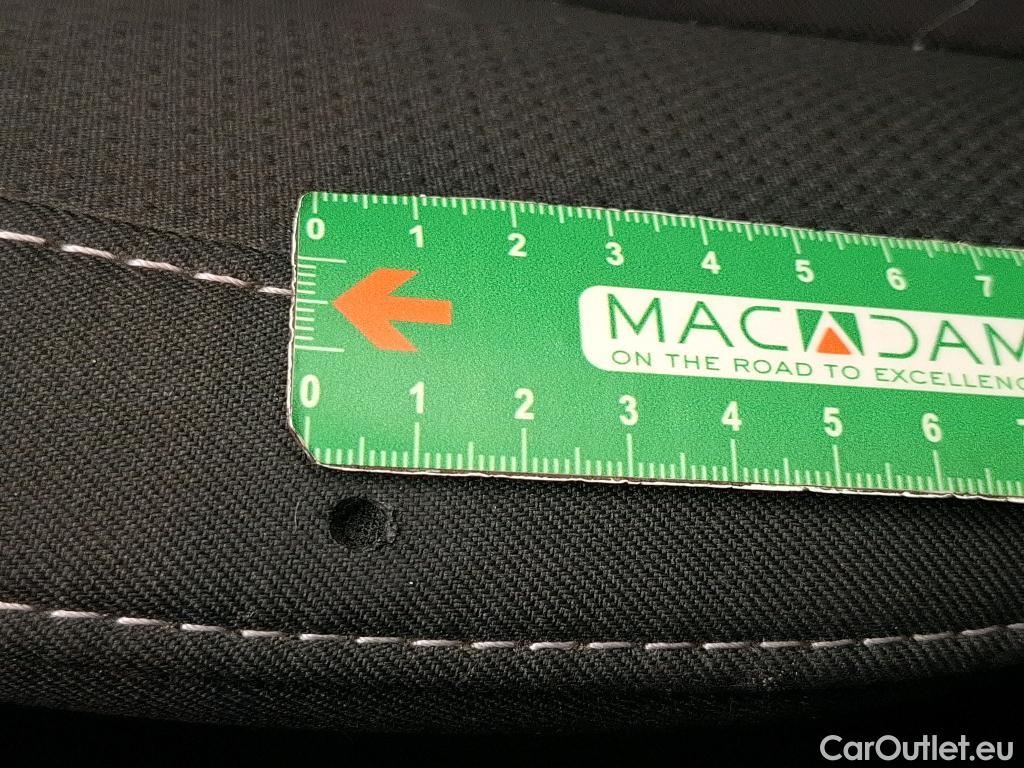 0 1 2 3 4 5 6 7
MACADAM
ON THE ROAD TO EXCELLENC
0 1 2 3 4 5 6
CarOutlet.eu